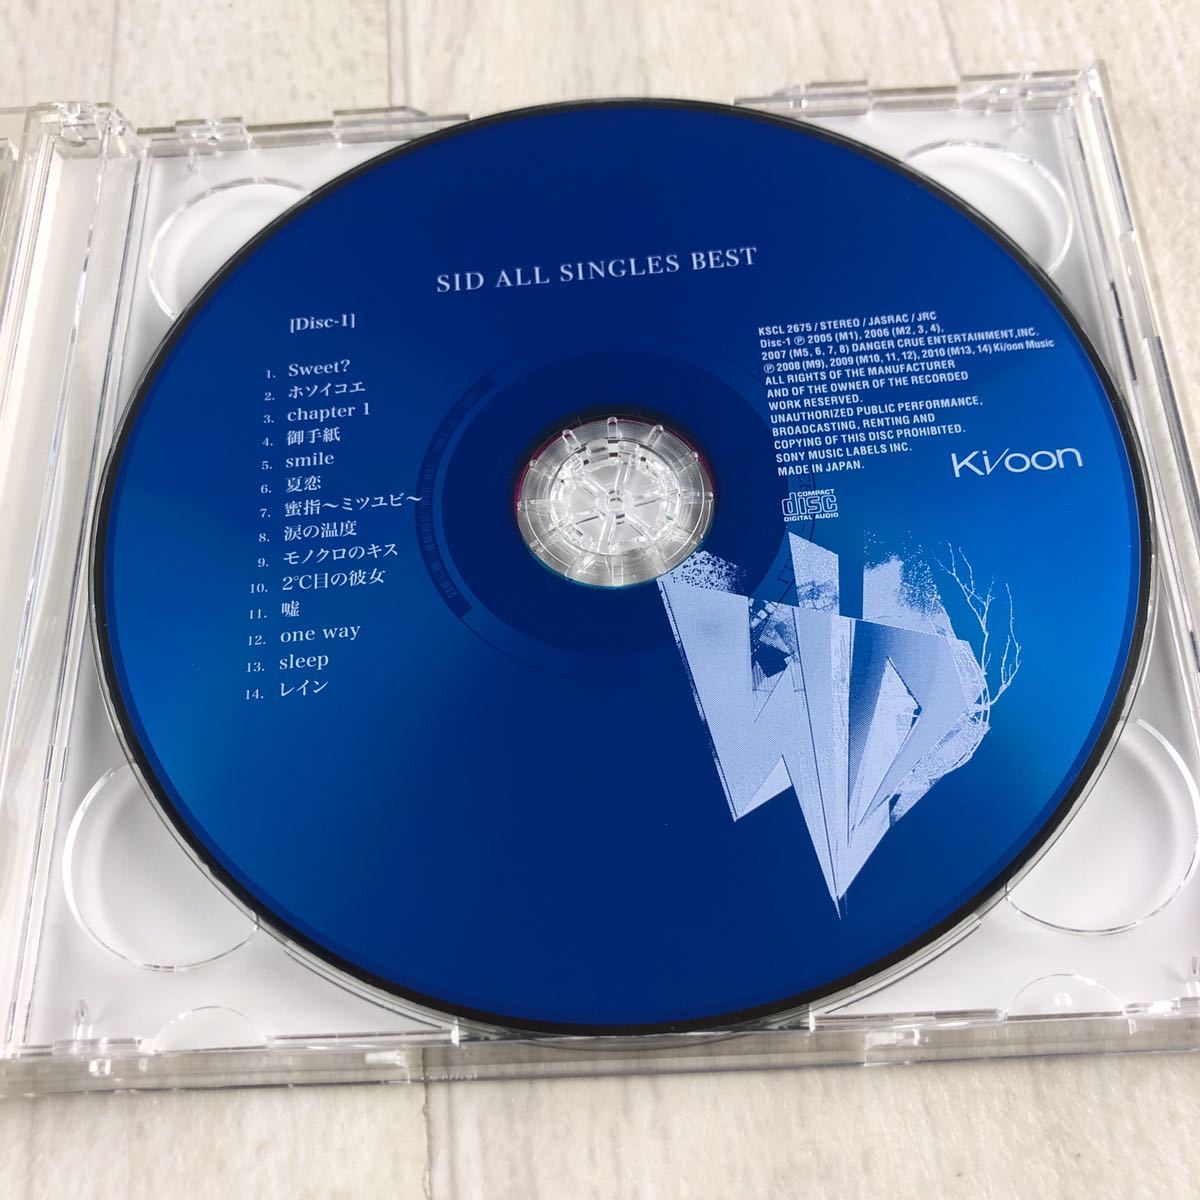 SID ALL SINGLES BEST
[Disc-1]
1. Sweet?
2. ホソイコエ
3. chapter 1
4. 御手紙
5. smile
6. 夏恋
7. 蜜指〜ミツユビ〜
8. 涙の温度
9. モノクロのキス
10. 2℃目の彼女
11. 嘘
12. one way
13. sleep
14. レイン
KSCL 2675 / STEREO / JASRAC / JRC
Disc-1 ℗ 2005 (M1), 2006 (M2, 3, 4),
2007 (M5, 6, 7, 8) DANGER CRUE ENTERTAINMENT, INC.
℗ 2008 (M9), 2009 (M10, 11, 12), 2010 (M13, 14) Ki/oon Music
ALL RIGHTS OF THE MANUFACTURER
AND OF THE OWNER OF THE RECORDED
WORK RESERVED.
UNAUTHORIZED PUBLIC PERFORMANCE,
BROADCASTING, RENTING AND
COPYING OF THIS DISC PROHIBITED.
SONY MUSIC LABELS INC.
MADE IN JAPAN.
Ki/oon
COMPACT
disc
DIGITAL AUDIO
SID